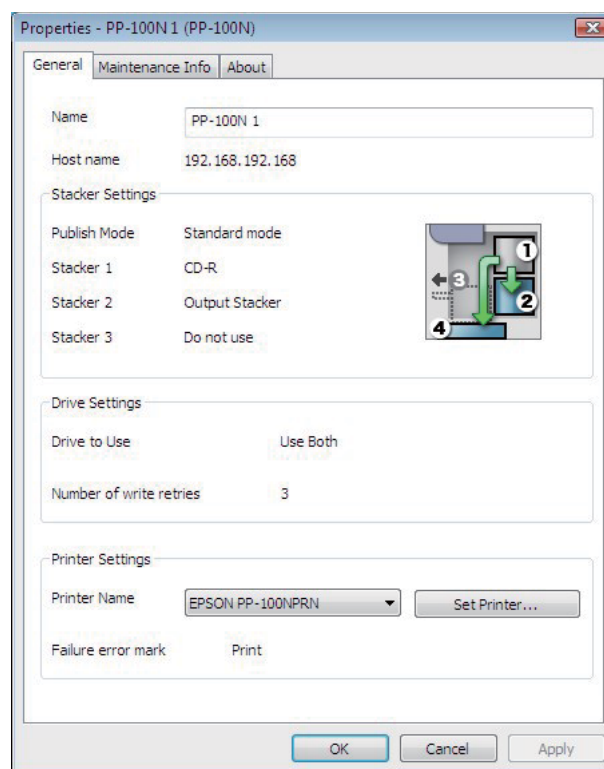 Properties - PP-100N 1 (PP-100N)
General Maintenance Info About
Name PP-100N 1
Host name 192.168.192.168
Stacker Settings
Publish Mode Standard mode
Stacker 1 CD-R
Stacker 2 Output Stacker
Stacker 3 Do not use
1
3
2
4
Drive Settings
Drive to Use Use Both
Number of write retries 3
Printer Settings
Printer Name EPSON PP-100NPRN Set Printer...
Failure error mark Print
OK Cancel Apply